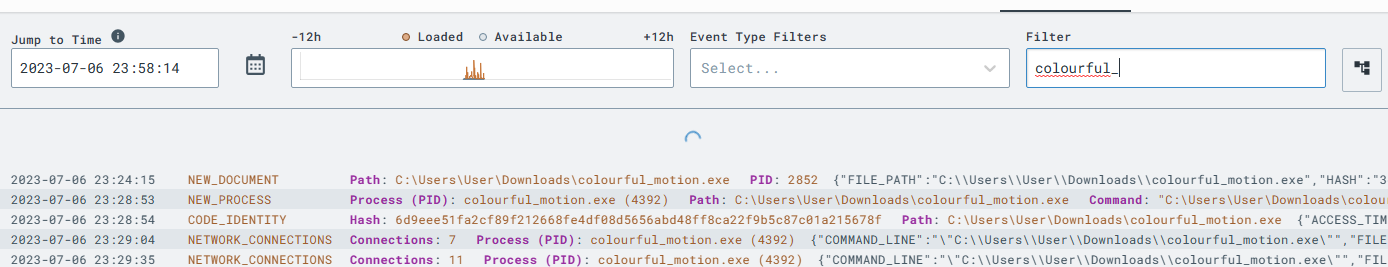 Jump to Time
-12h Loaded Available +12h
Event Type Filters
Filter
2023-07-06 23:58:14
Select...
colourful_
2023-07-06 23:24:15 NEW_DOCUMENT Path: C:\Users\User\Downloads\colourful_motion.exe PID: 2852 {"FILE_PATH":"C:\\Users\\User\\Downloads\\colourful_motion.exe","HASH":"3
2023-07-06 23:28:53 NEW_PROCESS Process (PID): colourful_motion.exe (4392) Path: C:\Users\User\Downloads\colourful_motion.exe Command: "C:\Users\User\Downloads\colou
2023-07-06 23:28:54 CODE_IDENTITY Hash: 6d9eee51fa2cf89f212668fe4df08d5656abd48ff8ca22f9b5c87c01a215678f Path: C:\Users\User\Downloads\colourful_motion.exe {"ACCESS_TIM
2023-07-06 23:29:04 NETWORK_CONNECTIONS Connections: 7 Process (PID): colourful_motion.exe (4392) {"COMMAND_LINE":"\"C:\\Users\\User\\Downloads\\colourful_motion.exe\"","FILE
2023-07-06 23:29:35 NETWORK_CONNECTIONS Connections: 11 Process (PID): colourful_motion.exe (4392) {"COMMAND_LINE":"\"C:\\Users\\User\\Downloads\\colourful_motion.exe\"","FIL